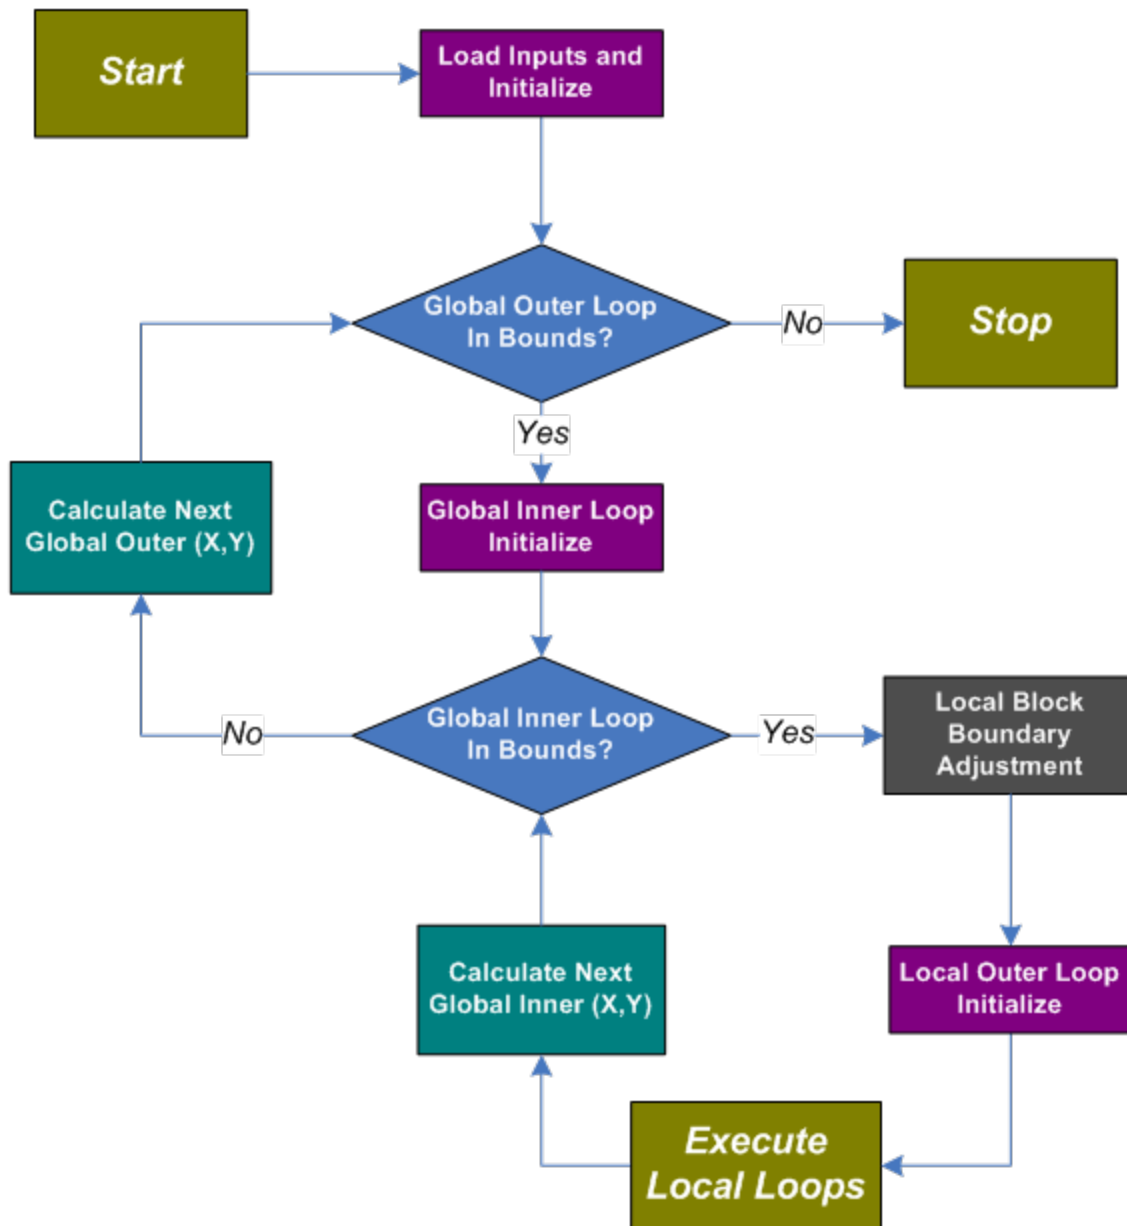 Start
Load Inputs and
Initialize
Global Outer Loop
In Bounds?
No
Stop
Yes
Calculate Next
Global Outer (X,Y)
Global Inner Loop
Initialize
Global Inner Loop
In Bounds?
No
Yes
Local Block
Boundary
Adjustment
Calculate Next
Global Inner (X,Y)
Local Outer Loop
Initialize
Execute
Local Loops